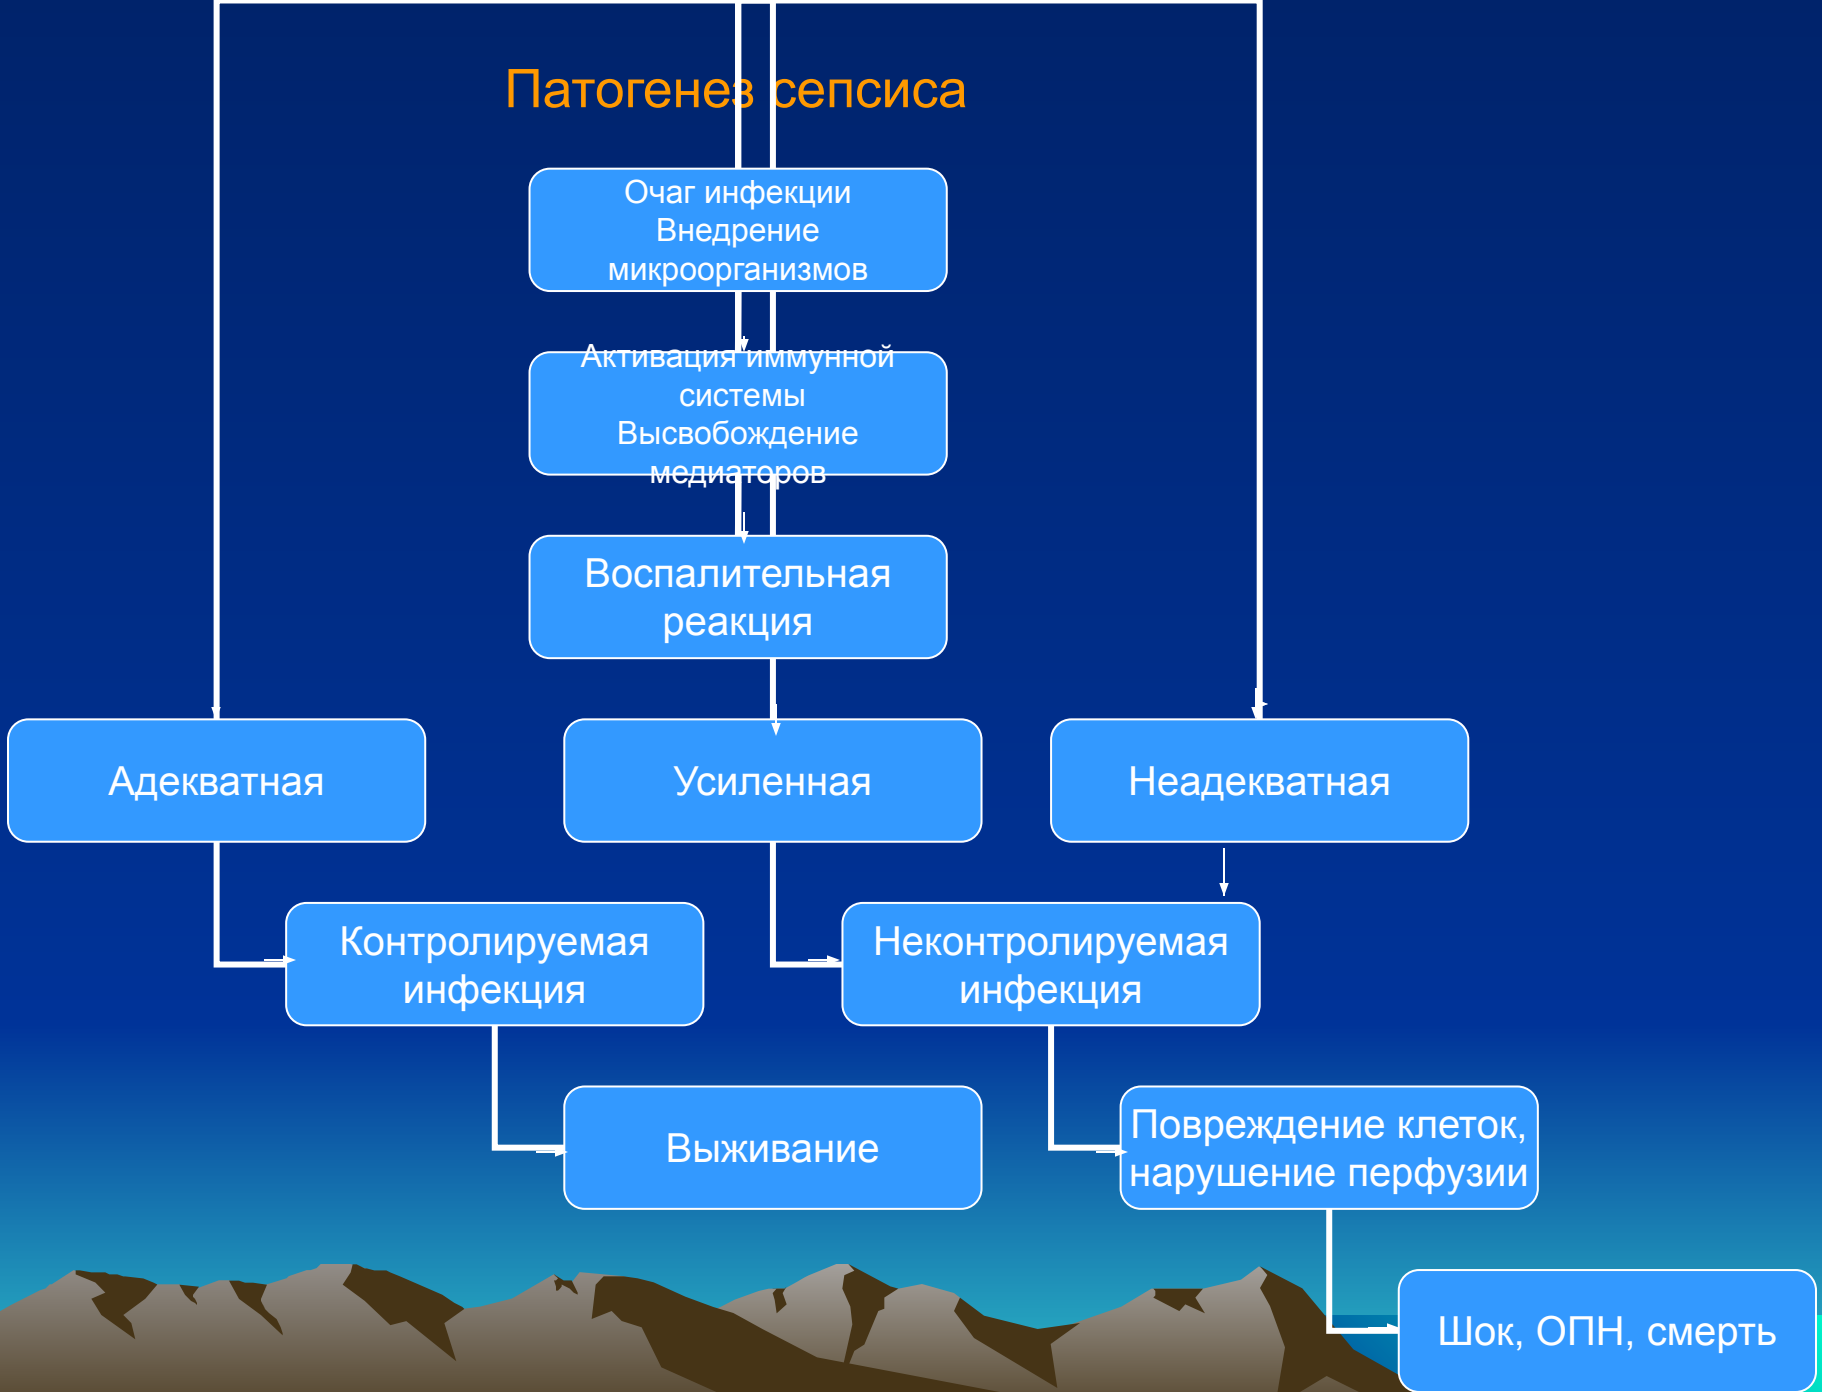 Патогенез сепсиса
Очаг инфекции
Внедрение
микроорганизмов
Активация иммунной
системы
Высвобождение
медиаторов
Воспалительная
реакция
Адекватная
Усиленная
Неадекватная
Контролируемая
инфекция
Неконтролируемая
инфекция
Выживание
Повреждение клеток,
нарушение перфузии
Шок, ОПН, смерть